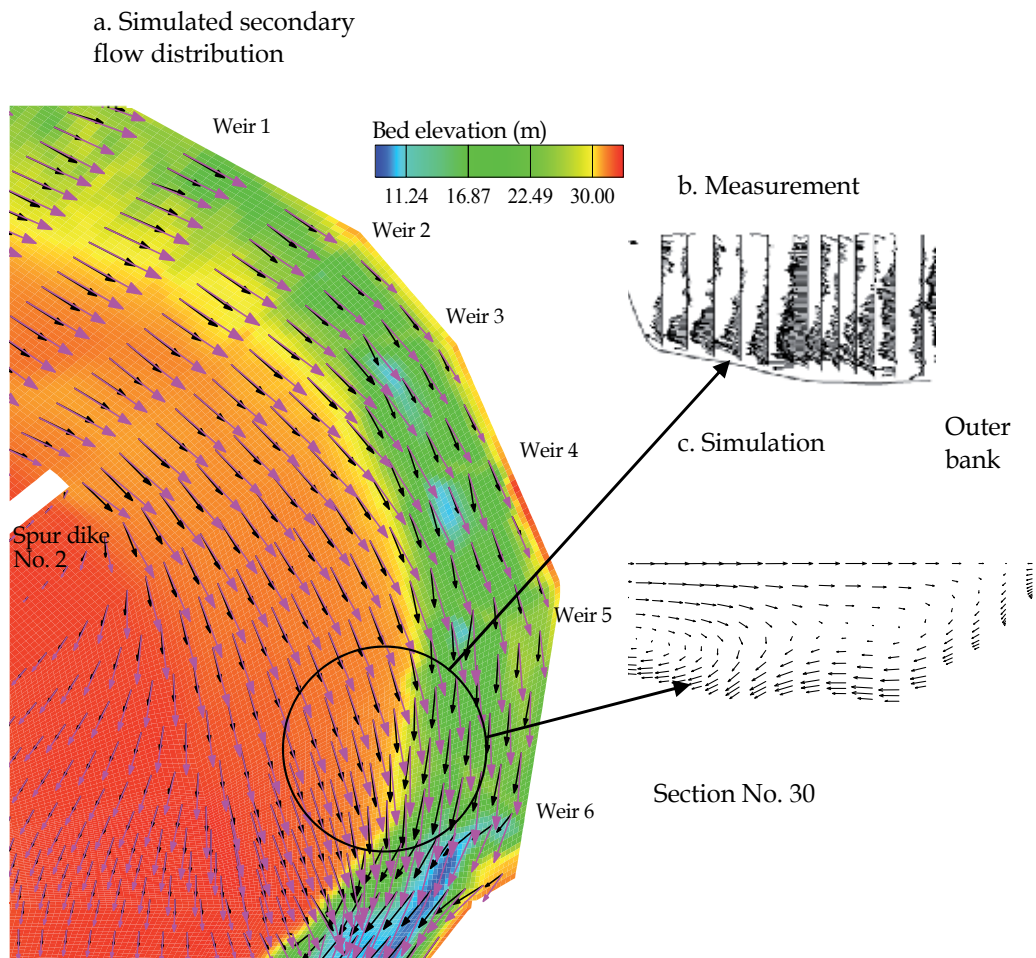 a. Simulated secondary
flow distribution
Weir 1
Bed elevation (m)
11.24 16.87 22.49 30.00
b. Measurement
Weir 2
Weir 3
c. Simulation
Outer
bank
Weir 4
Spur dike
No. 2
Weir 5
Section No. 30
Weir 6